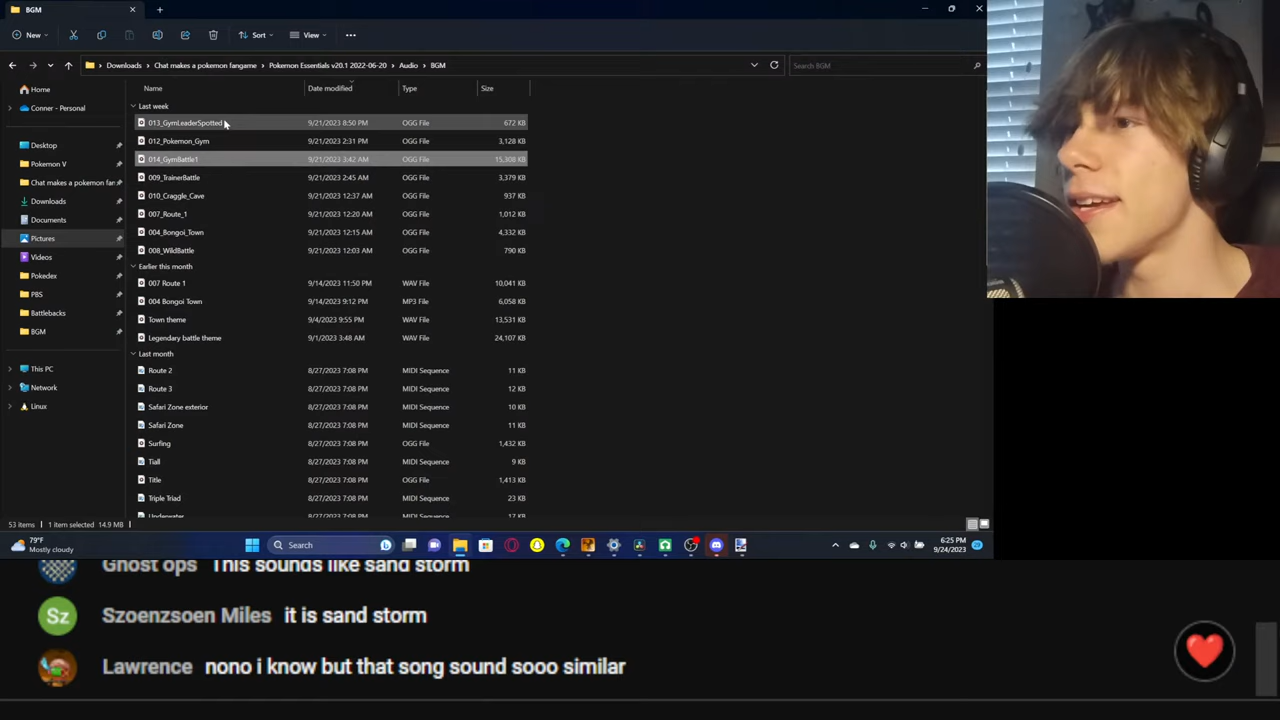 BGM
New
Sort
View
Downloads > Chat makes a pokemon fangame > Pokemon Essentials v20.1 2022-06-20 > Audio > BGM
Search BGM
Name Date modified Type Size
Home
Conner - Personal
Desktop
Pokemon V
Chat makes a pokemon fan
Downloads
Documents
Pictures
Videos
Pokedex
PBS
Battlebacks
BGM
This PC
Network
Linux
Last week
013_GymLeaderSpotted 9/21/2023 8:50 PM OGG File 672 KB
012_Pokemon_Gym 9/21/2023 2:31 PM OGG File 3,128 KB
014_GymBattle1 9/21/2023 3:42 AM OGG File 15,308 KB
009_TrainerBattle 9/21/2023 2:45 AM OGG File 3,379 KB
010_Craggle_Cave 9/21/2023 12:37 AM OGG File 937 KB
007_Route_1 9/21/2023 12:20 AM OGG File 1,012 KB
004_Bongoi_Town 9/21/2023 12:15 AM OGG File 4,332 KB
008_WildBattle 9/21/2023 12:03 AM OGG File 790 KB
Earlier this month
007 Route 1 9/14/2023 11:50 PM WAV File 10,041 KB
004 Bongoi Town 9/14/2023 9:12 PM MP3 File 6,058 KB
Town theme 9/4/2023 9:55 PM WAV File 13,531 KB
Legendary battle theme 9/1/2023 3:48 AM WAV File 24,107 KB
Last month
Route 2 8/27/2023 7:08 PM MIDI Sequence 11 KB
Route 3 8/27/2023 7:08 PM MIDI Sequence 12 KB
Safari Zone exterior 8/27/2023 7:08 PM MIDI Sequence 10 KB
Safari Zone 8/27/2023 7:08 PM MIDI Sequence 11 KB
Surfing 8/27/2023 7:08 PM OGG File 1,432 KB
Tiall 8/27/2023 7:08 PM MIDI Sequence 9 KB
Title 8/27/2023 7:08 PM OGG File 1,413 KB
Triple Triad 8/27/2023 7:08 PM MIDI Sequence 23 KB
Underwater 8/27/2023 7:08 PM MIDI Sequence 17 KB
53 items 1 item selected 14.9 MB
79°F
Mostly cloudy
Search
6:25 PM
9/24/2023
Ghost ops This sounds like sand storm
Sz
Szoenzsoen Miles it is sand storm
Lawrence nono i know but that song sound sooo similar